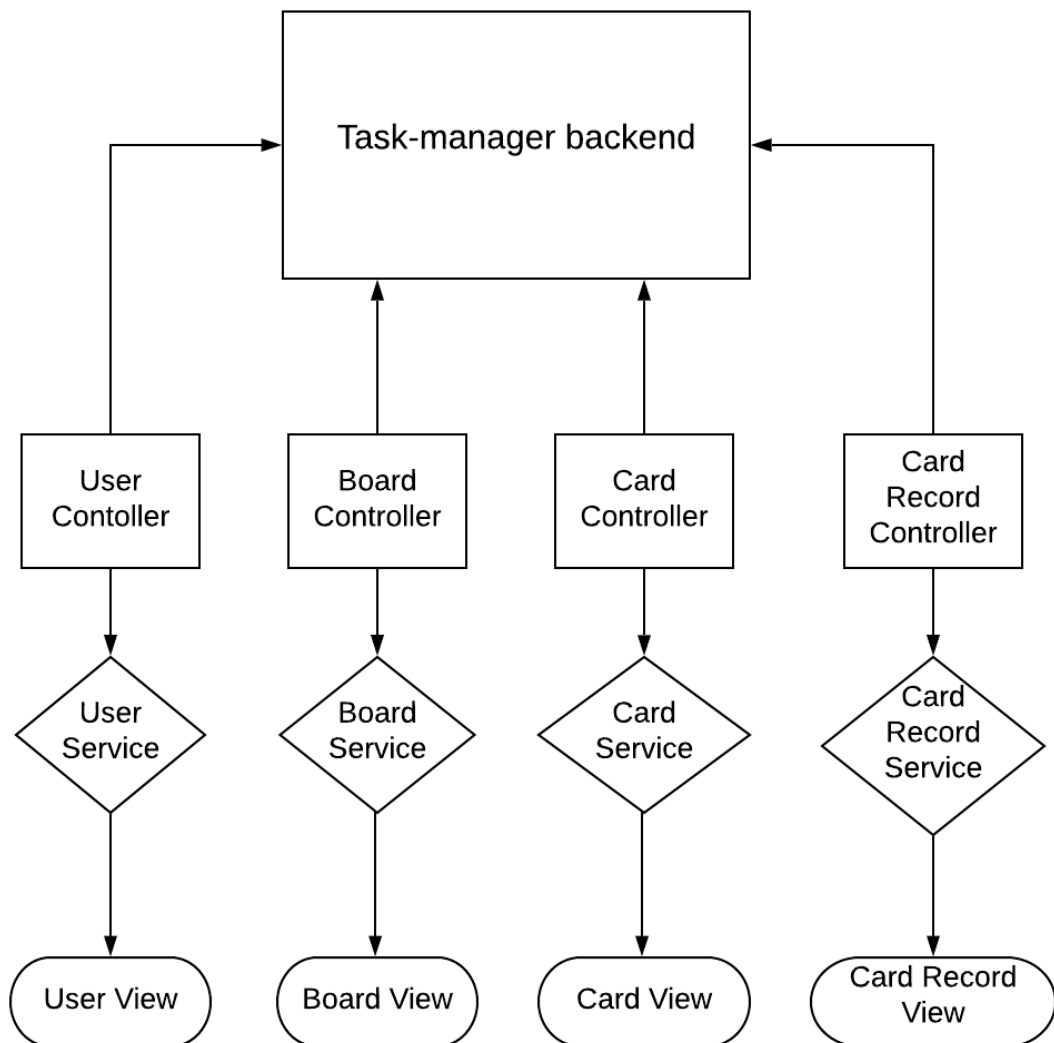 Task-manager backend
User
Contoller
Board
Controller
Card
Controller
Card
Record
Controller
User
Service
Board
Service
Card
Service
Card
Record
Service
User View
Board View
Card View
Card Record
View